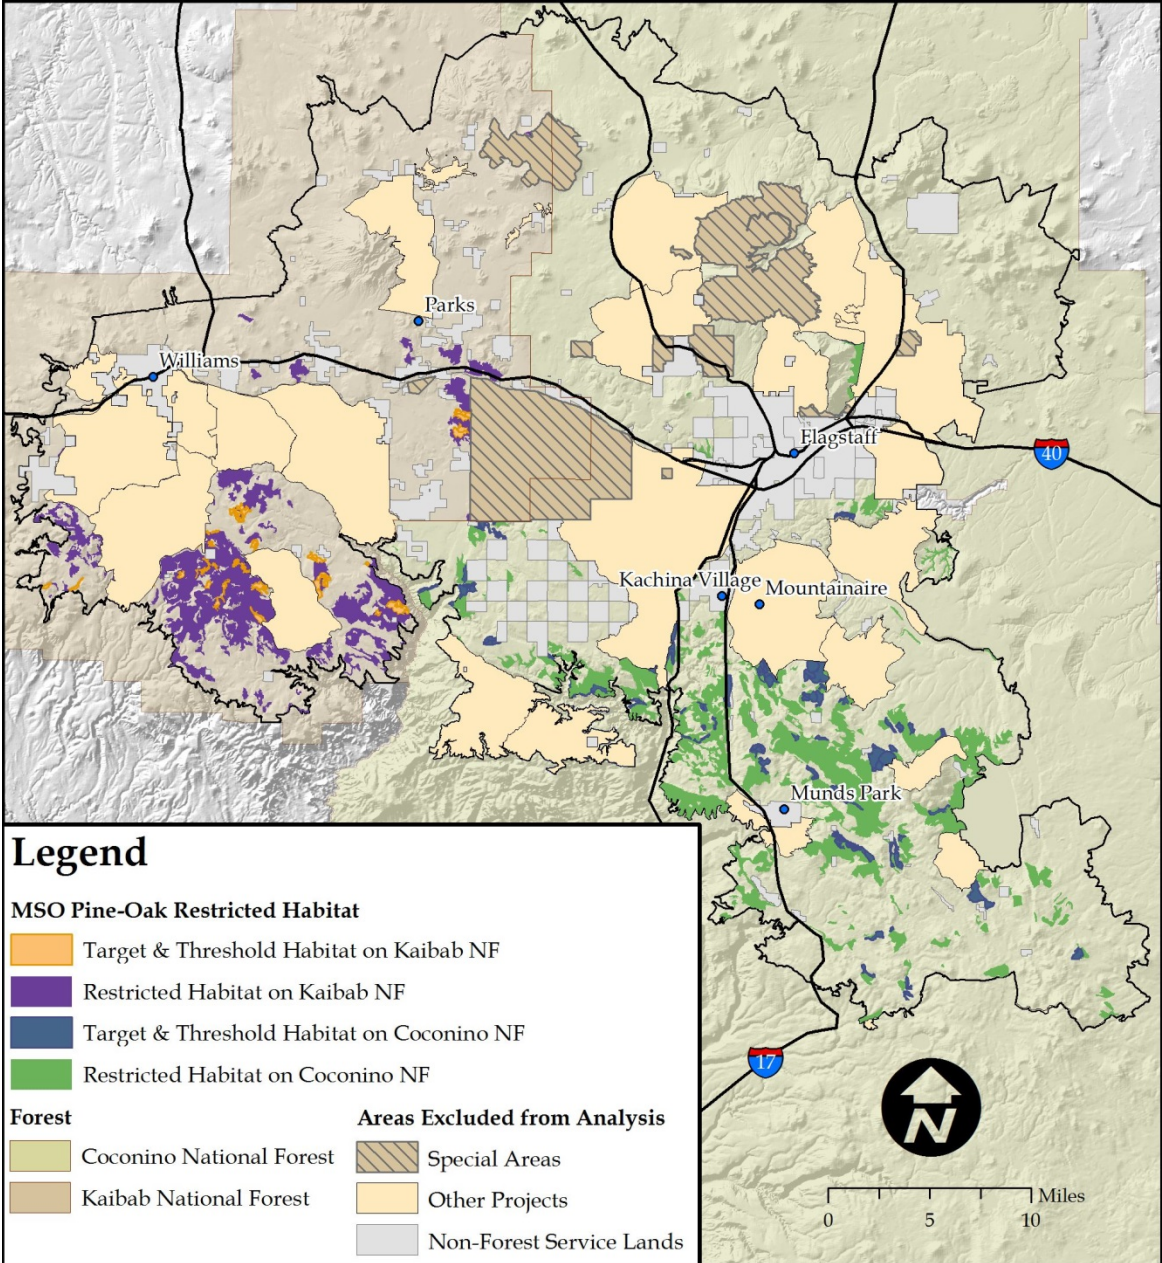 Parks
Williams
Flagstaff
40
Kachina Village
Mountainaire
Munds Park
17
N
Legend
MSO Pine-Oak Restricted Habitat
Target & Threshold Habitat on Kaibab NF
Restricted Habitat on Kaibab NF
Target & Threshold Habitat on Coconino NF
Restricted Habitat on Coconino NF
Forest
Coconino National Forest
Kaibab National Forest
Areas Excluded from Analysis
Special Areas
Other Projects
Non-Forest Service Lands
Miles
0 5 10